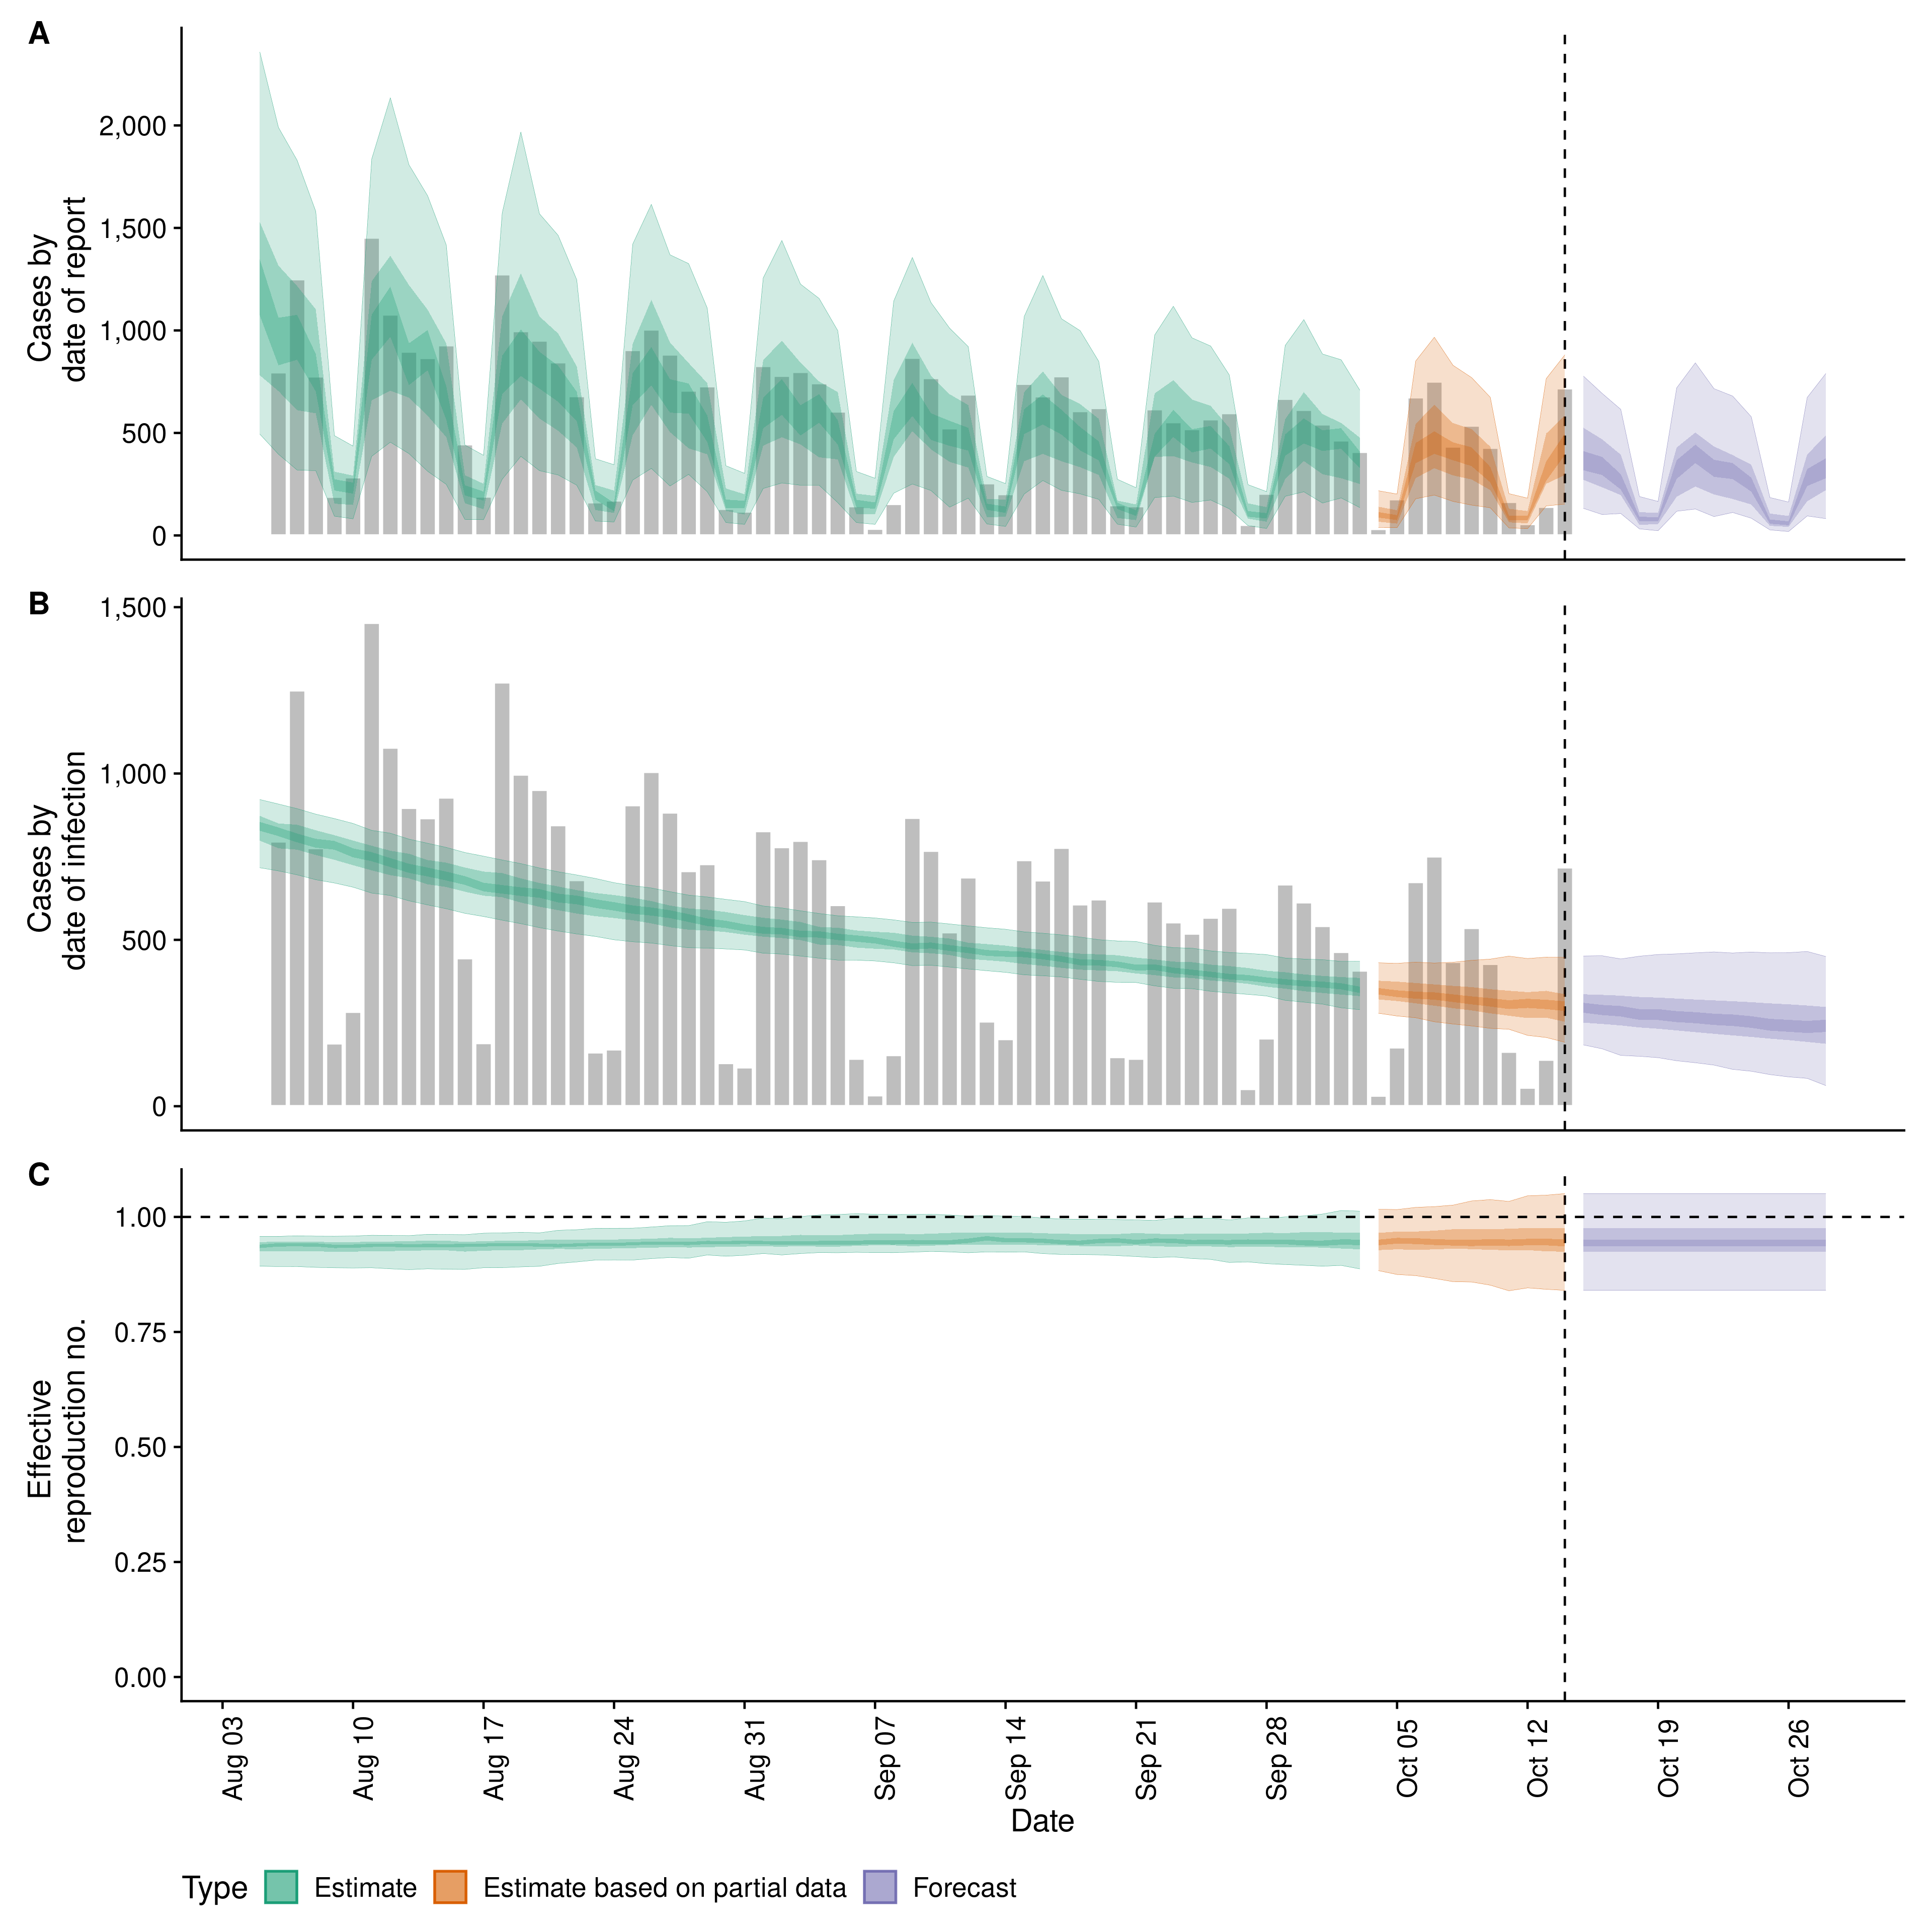 A
Cases by
date of report
2,000
1,500
1,000
500
0
B
Cases by
date of infection
1,500
1,000
500
0
C
Effective
reproduction no.
1.00
0.75
0.50
0.25
0.00
Aug 03
Aug 10
Aug 17
Aug 24
Aug 31
Sep 07
Sep 14
Sep 21
Sep 28
Oct 05
Oct 12
Oct 19
Oct 26
Date
Type Estimate Estimate based on partial data Forecast